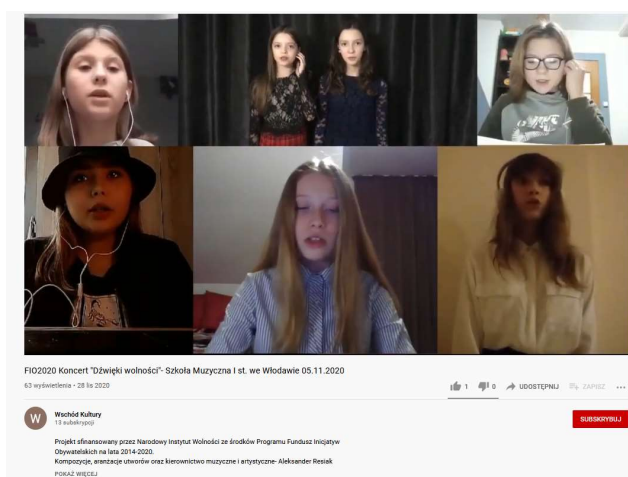 FIO2020 Koncert "Dźwięki wolności"- Szkoła Muzyczna I st. we Włodawie 05.11.2020
63 wyświetlenia • 28 lis 2020
1 0 UDOSTĘPNIJ ZAPISZ ...
W
Wschód Kultury
13 subskrypcji
SUBSKRYBUJ
Projekt sfinansowany przez Narodowy Instytut Wolności ze środków Programu Fundusz Inicjatyw
Obywatelskich na lata 2014-2020.
Kompozycje, aranżacje utworów oraz kierownictwo muzyczne i artystyczne- Aleksander Resiak
POKAŻ WIĘCEJ